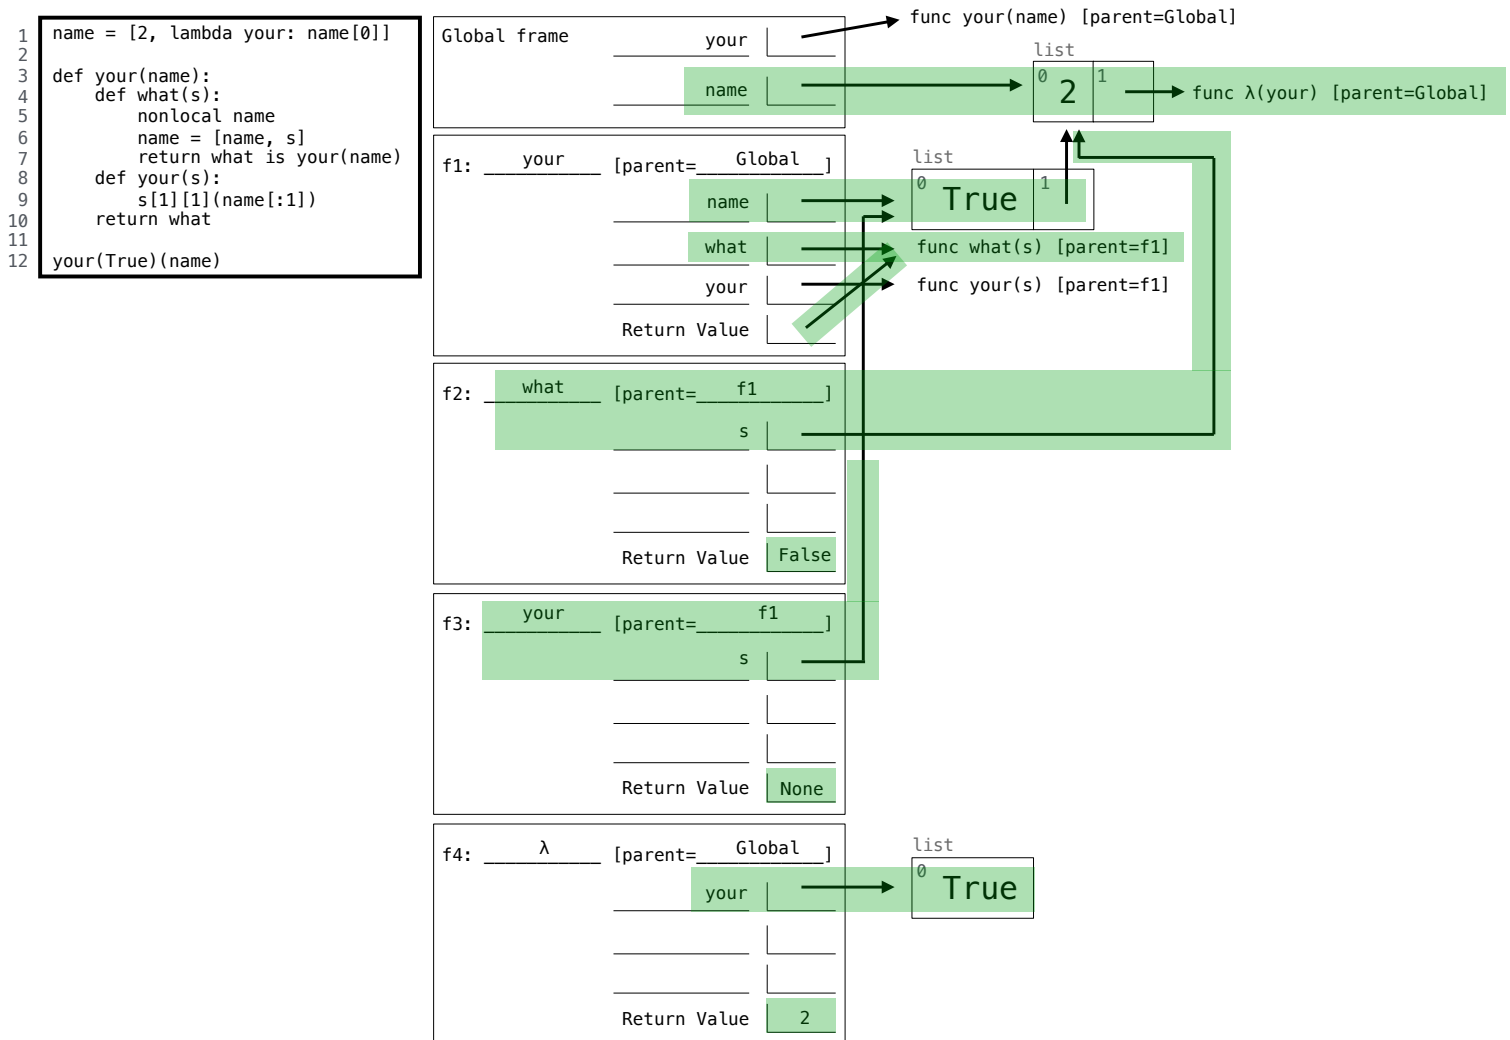 1 name = [2, lambda your: name[0]]
2
3 def your(name):
4     def what(s):
5         nonlocal name
6         name = [name, s]
7         return what is your(name)
8     def your(s):
9         s[1][1](name[:1])
10     return what
11
12 your(True)(name)
Global frame
your
func your(name) [parent=Global]
name
list
0 2 1
func λ(your) [parent=Global]
f1: your [parent=Global]
name
list
0 True 1
what
func what(s) [parent=f1]
your
func your(s) [parent=f1]
Return Value
f2: what [parent=f1]
s
Return Value False
f3: your [parent=f1]
s
Return Value None
f4: λ [parent=Global]
your
list
0 True
Return Value 2